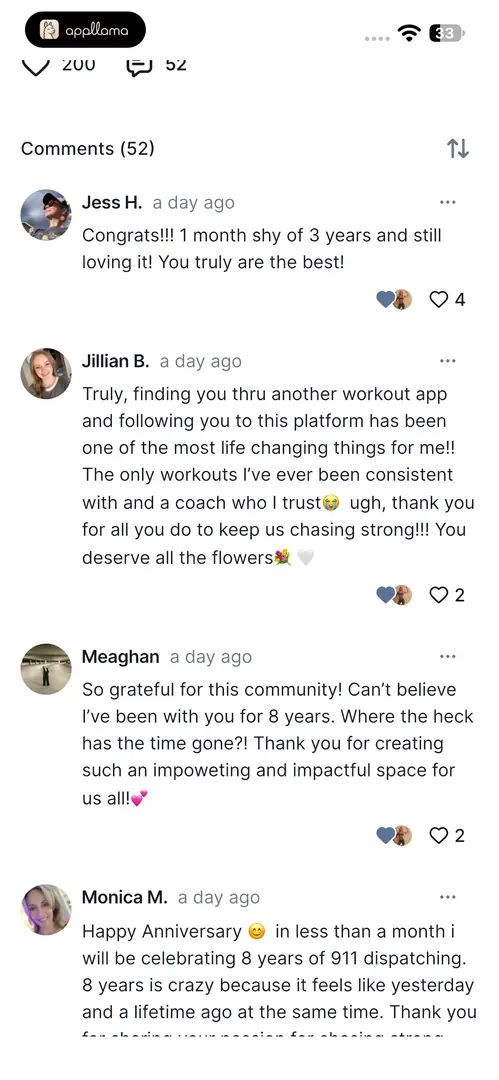 appllama
33
200 52
Comments (52)
Jess H. a day ago
Congrats!!! 1 month shy of 3 years and still
loving it! You truly are the best!
4
Jillian B. a day ago
Truly, finding you thru another workout app
and following you to this platform has been
one of the most life changing things for me!!
The only workouts I’ve ever been consistent
with and a coach who I trust😭 ugh, thank you
for all you do to keep us chasing strong!!! You
deserve all the flowers💐🤍
2
Meaghan a day ago
So grateful for this community! Can’t believe
I’ve been with you for 8 years. Where the heck
has the time gone?! Thank you for creating
such an impoweting and impactful space for
us all!💕
2
Monica M. a day ago
Happy Anniversary 😊 in less than a month i
will be celebrating 8 years of 911 dispatching.
8 years is crazy because it feels like yesterday
and a lifetime ago at the same time. Thank you
for sharing your passion for chasing strong